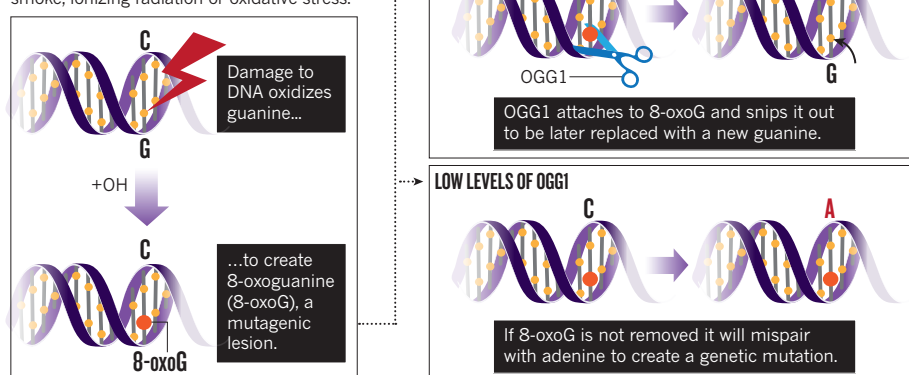 smoke, ionizing radiation or oxidative stress.
C
Damage to
DNA oxidizes
guanine...
G
+OH
C
...to create
8-oxoguanine
(8-oxoG), a
mutagenic
lesion.
8-oxoG
OGG1
G
OGG1 attaches to 8-oxoG and snips it out
to be later replaced with a new guanine.
LOW LEVELS OF OGG1
C
A
If 8-oxoG is not removed it will mispair
with adenine to create a genetic mutation.